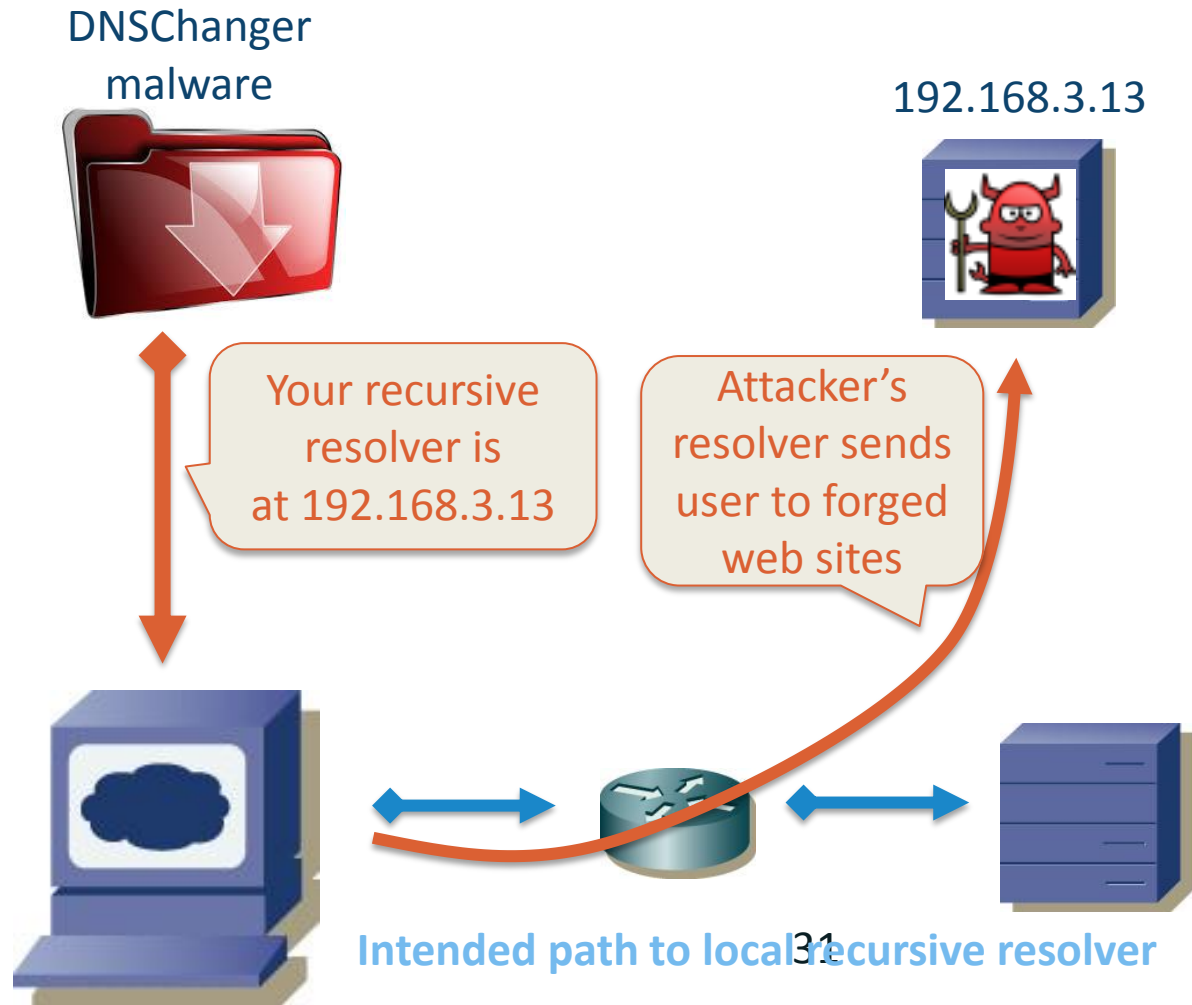 DNSChanger
malware
192.168.3.13
Your recursive
resolver is
at 192.168.3.13
Attacker’s
resolver sends
user to forged
web sites
Intended path to local recursive resolver
31